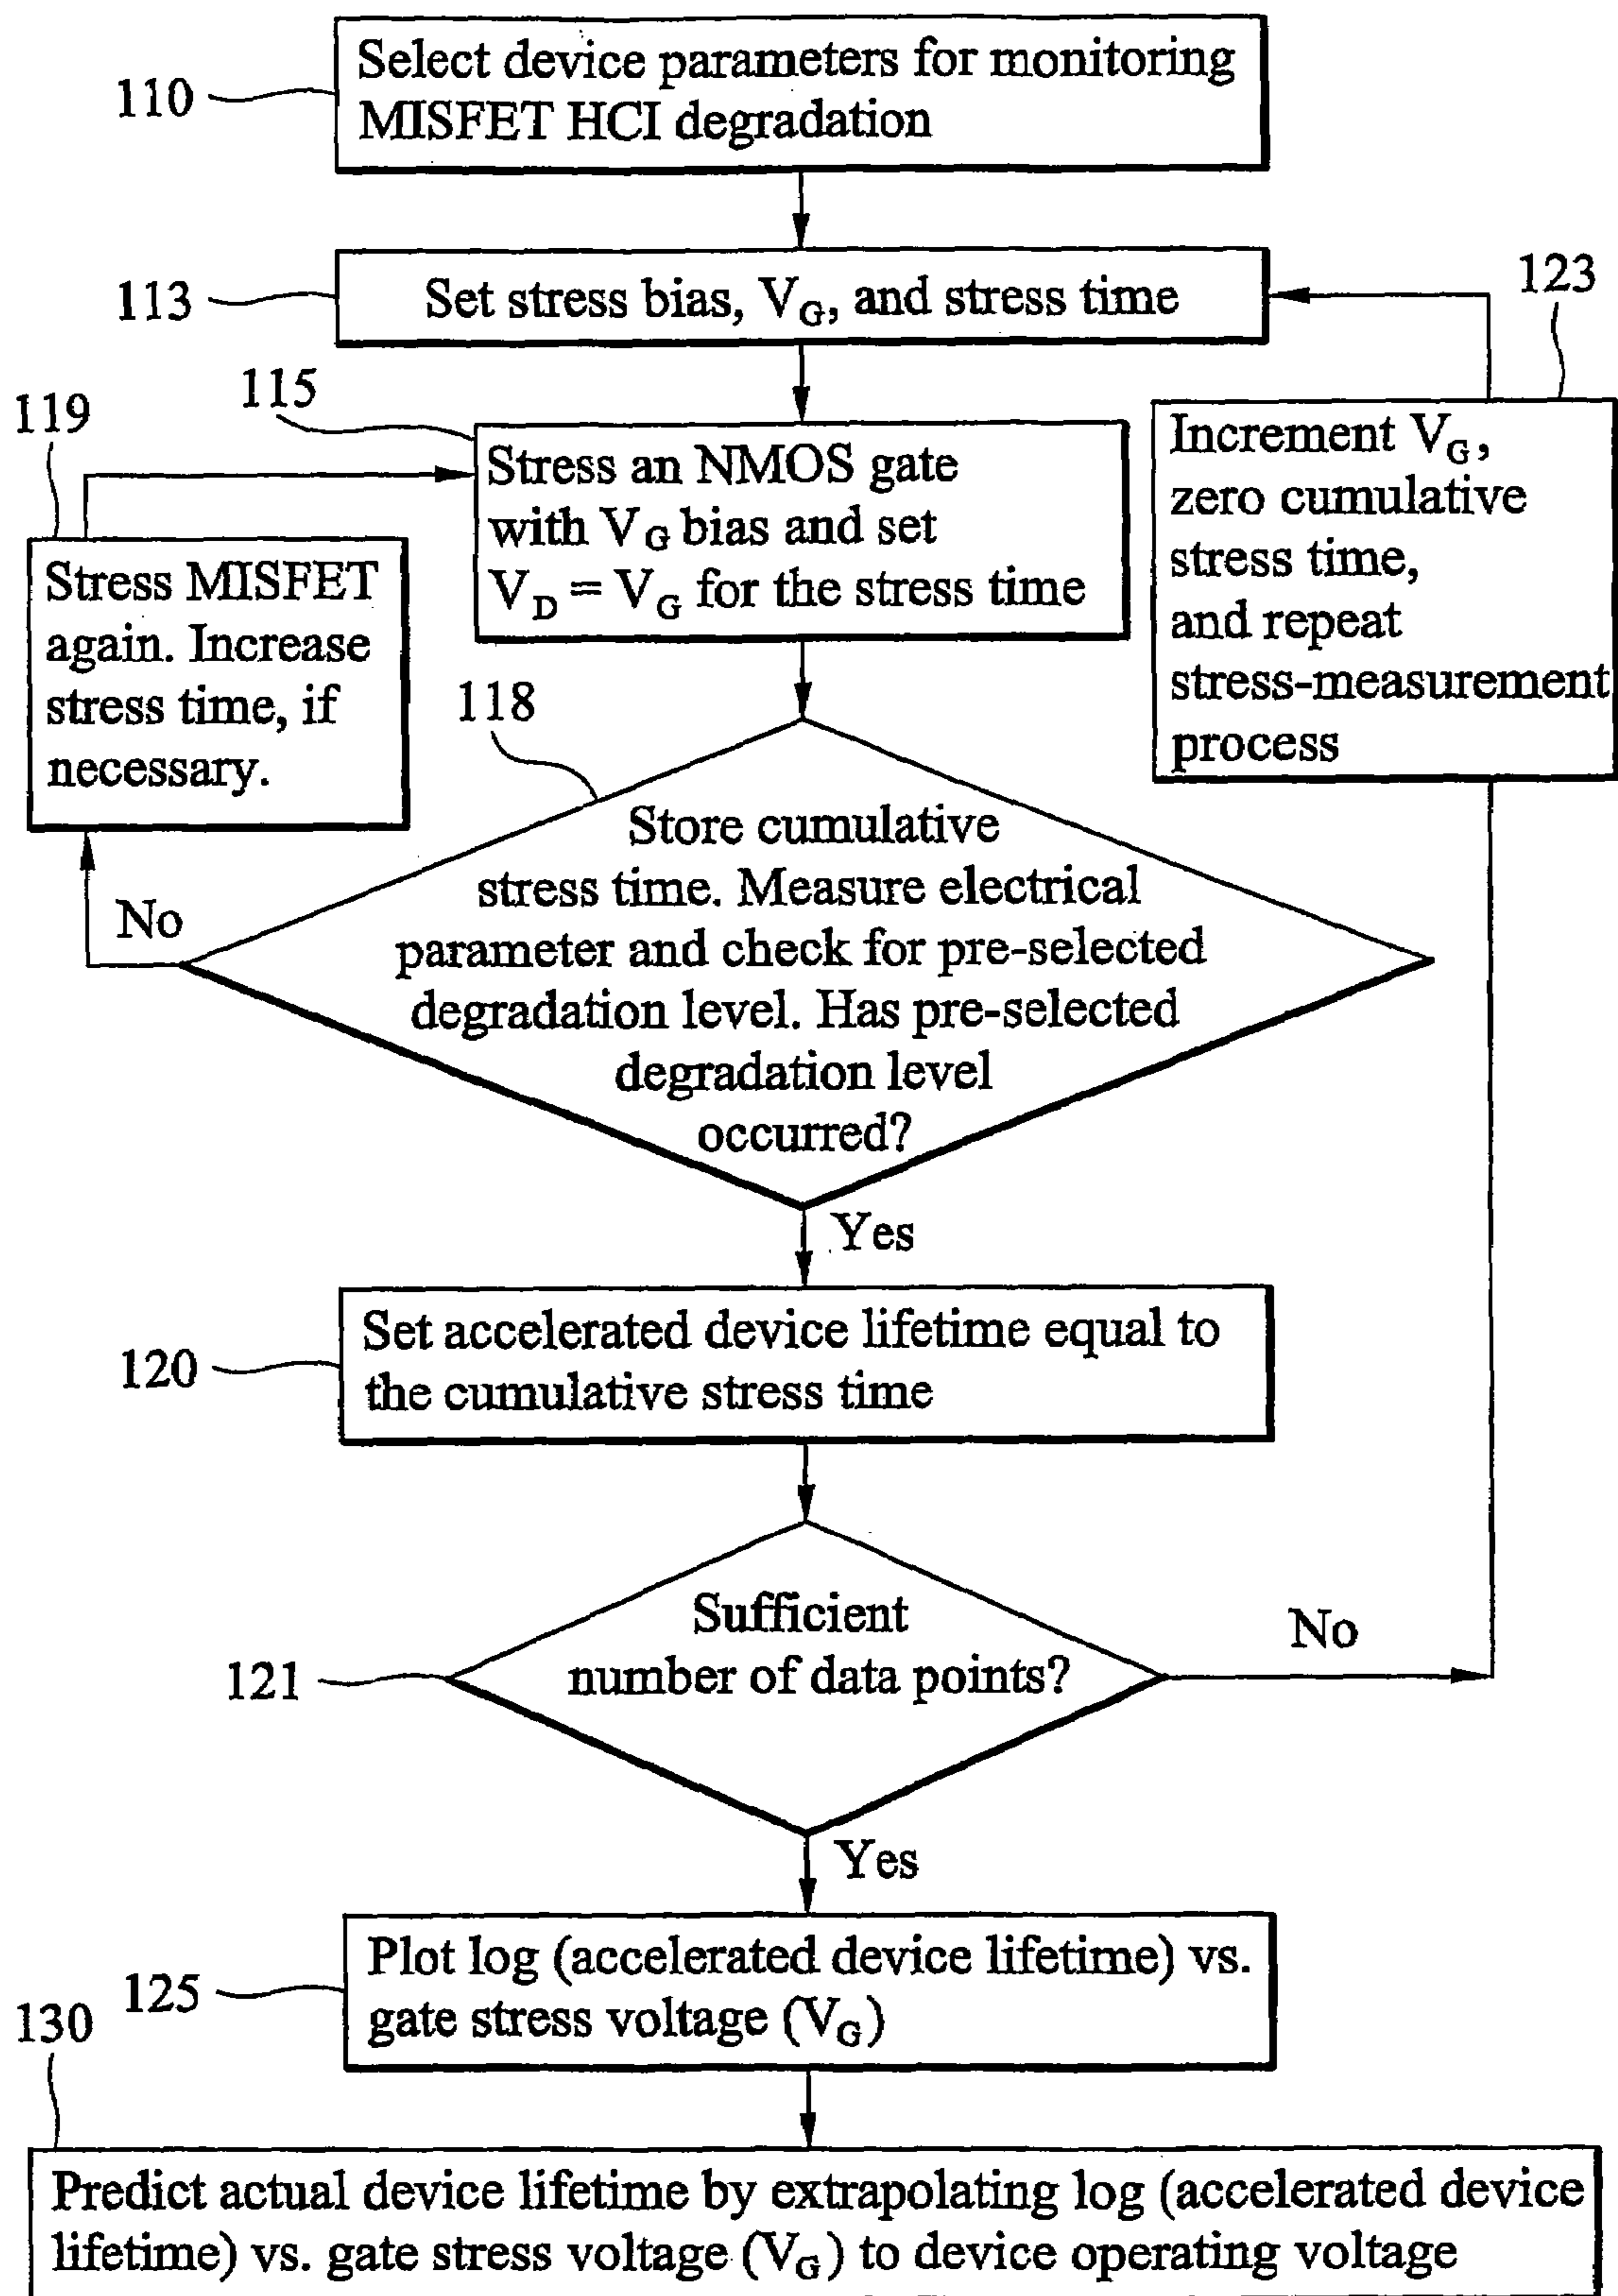 110
Select device parameters for monitoring
MISFET HCI degradation
113
Set stress bias, V_G, and stress time
123
Increment V_G,
zero cumulative
stress time,
and repeat
stress-measurement
process
115
Stress an NMOS gate
with V_G bias and set
V_D = V_G for the stress time
119
Stress MISFET
again. Increase
stress time, if
necessary.
118
Store cumulative
stress time. Measure electrical
parameter and check for pre-selected
degradation level. Has pre-selected
degradation level
occurred?
No
Yes
120
Set accelerated device lifetime equal to
the cumulative stress time
121
Sufficient
number of data points?
No
Yes
125
Plot log (accelerated device lifetime) vs.
gate stress voltage (V_G)
130
Predict actual device lifetime by extrapolating log (accelerated device
lifetime) vs. gate stress voltage (V_G) to device operating voltage